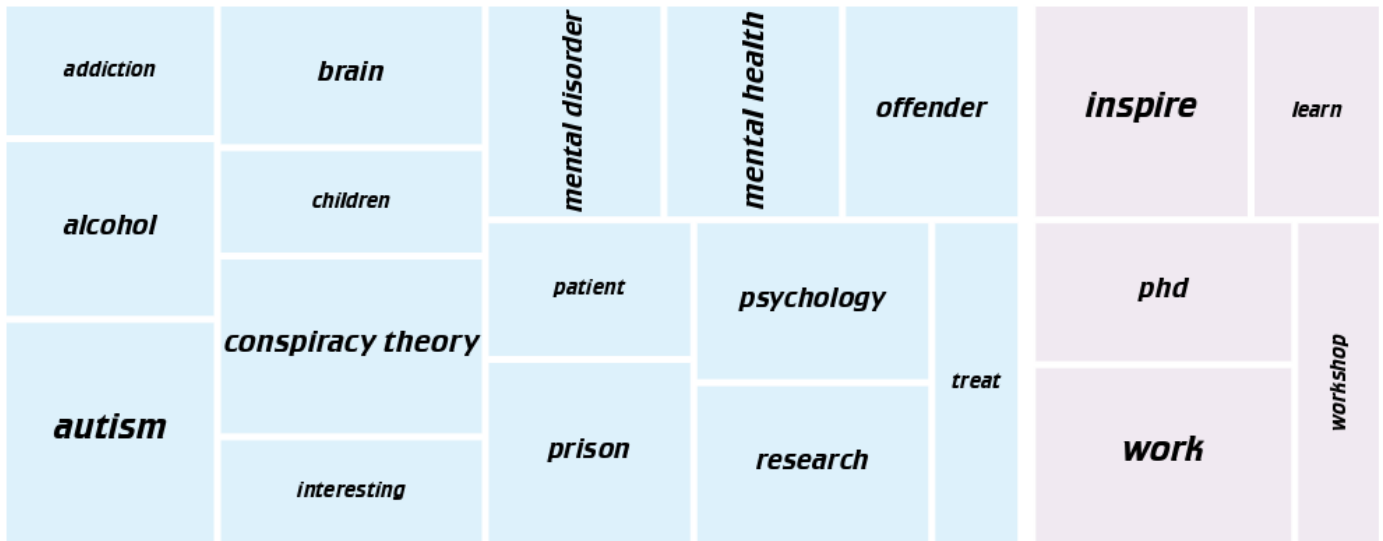 addiction
alcohol
autism
brain
children
conspiracy theory
interesting
mental disorder
mental health
offender
patient
prison
psychology
research
treat
inspire
learn
phd
work
workshop